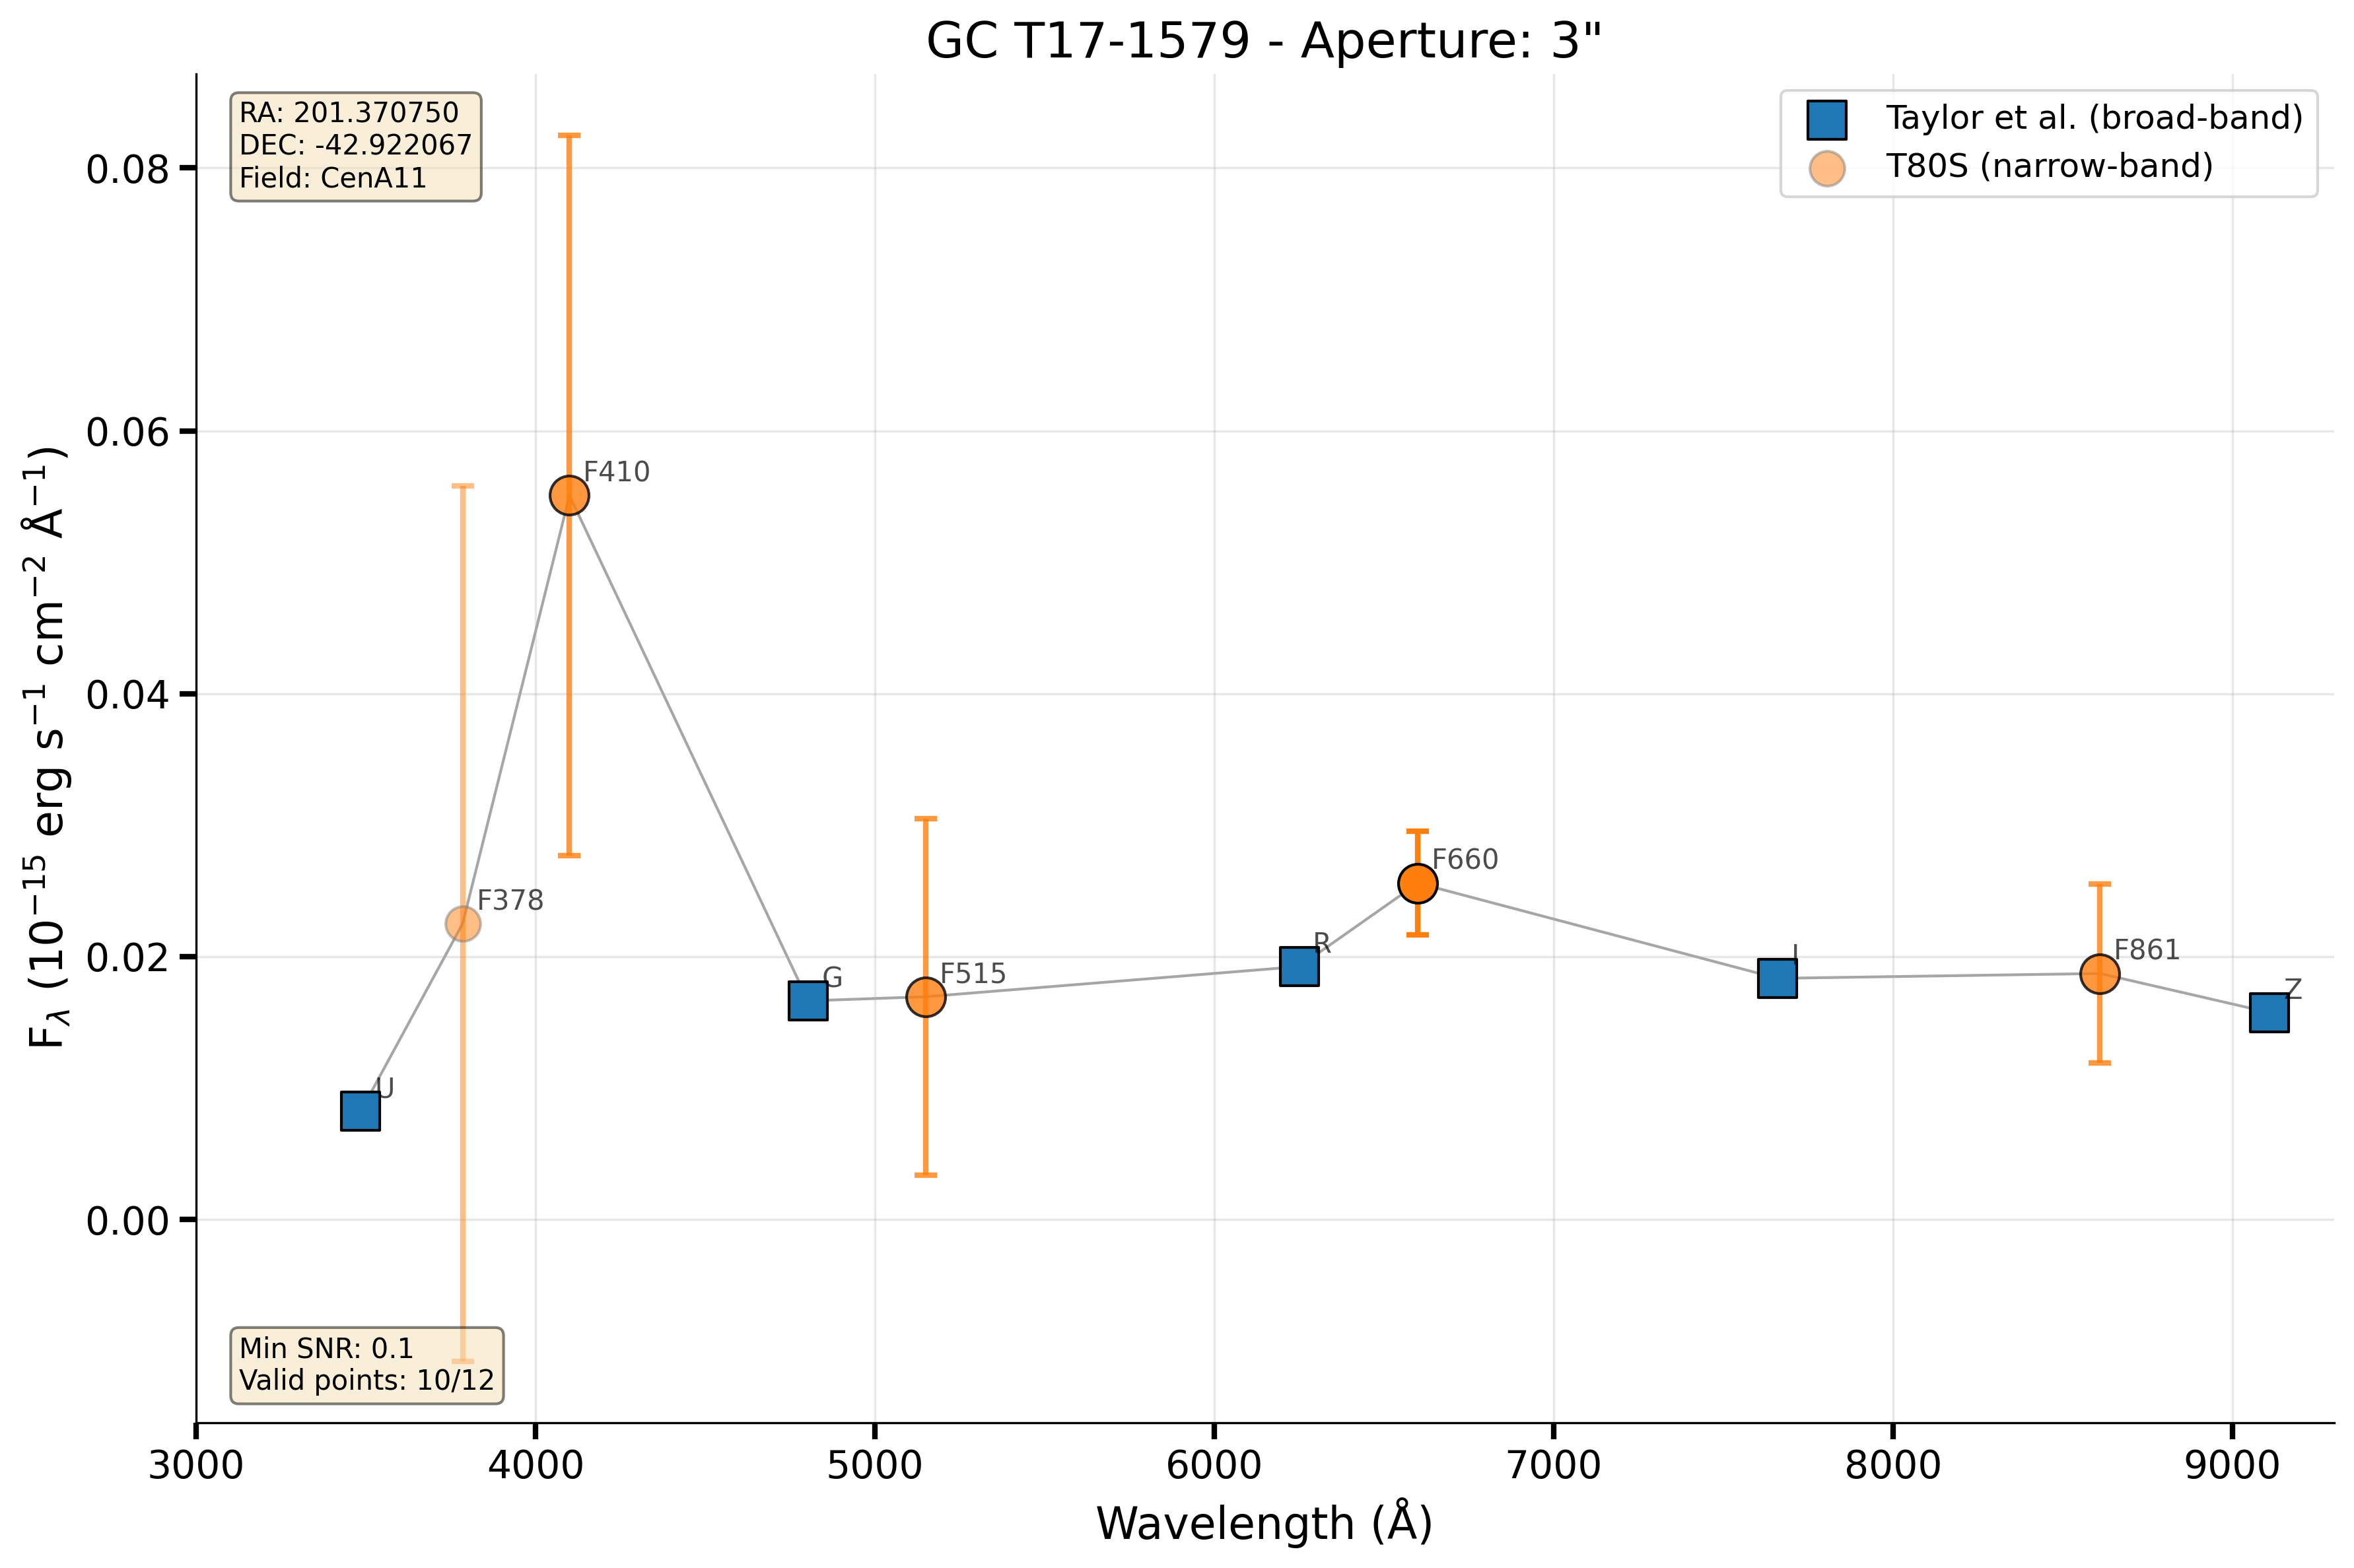 GC T17-1579 - Aperture: 3"
RA: 201.370750
DEC: -42.922067
Field: CenA11
Taylor et al. (broad-band)
T80S (narrow-band)
0.08
0.06
0.04
0.02
0.00
F410
F378
U
G
F515
R
F660
I
F861
Z
Min SNR: 0.1
Valid points: 10/12
3000 4000 5000 6000 7000 8000 9000
Wavelength (Å)
Fλ (10⁻¹⁵ erg s⁻¹ cm⁻² Å⁻¹)